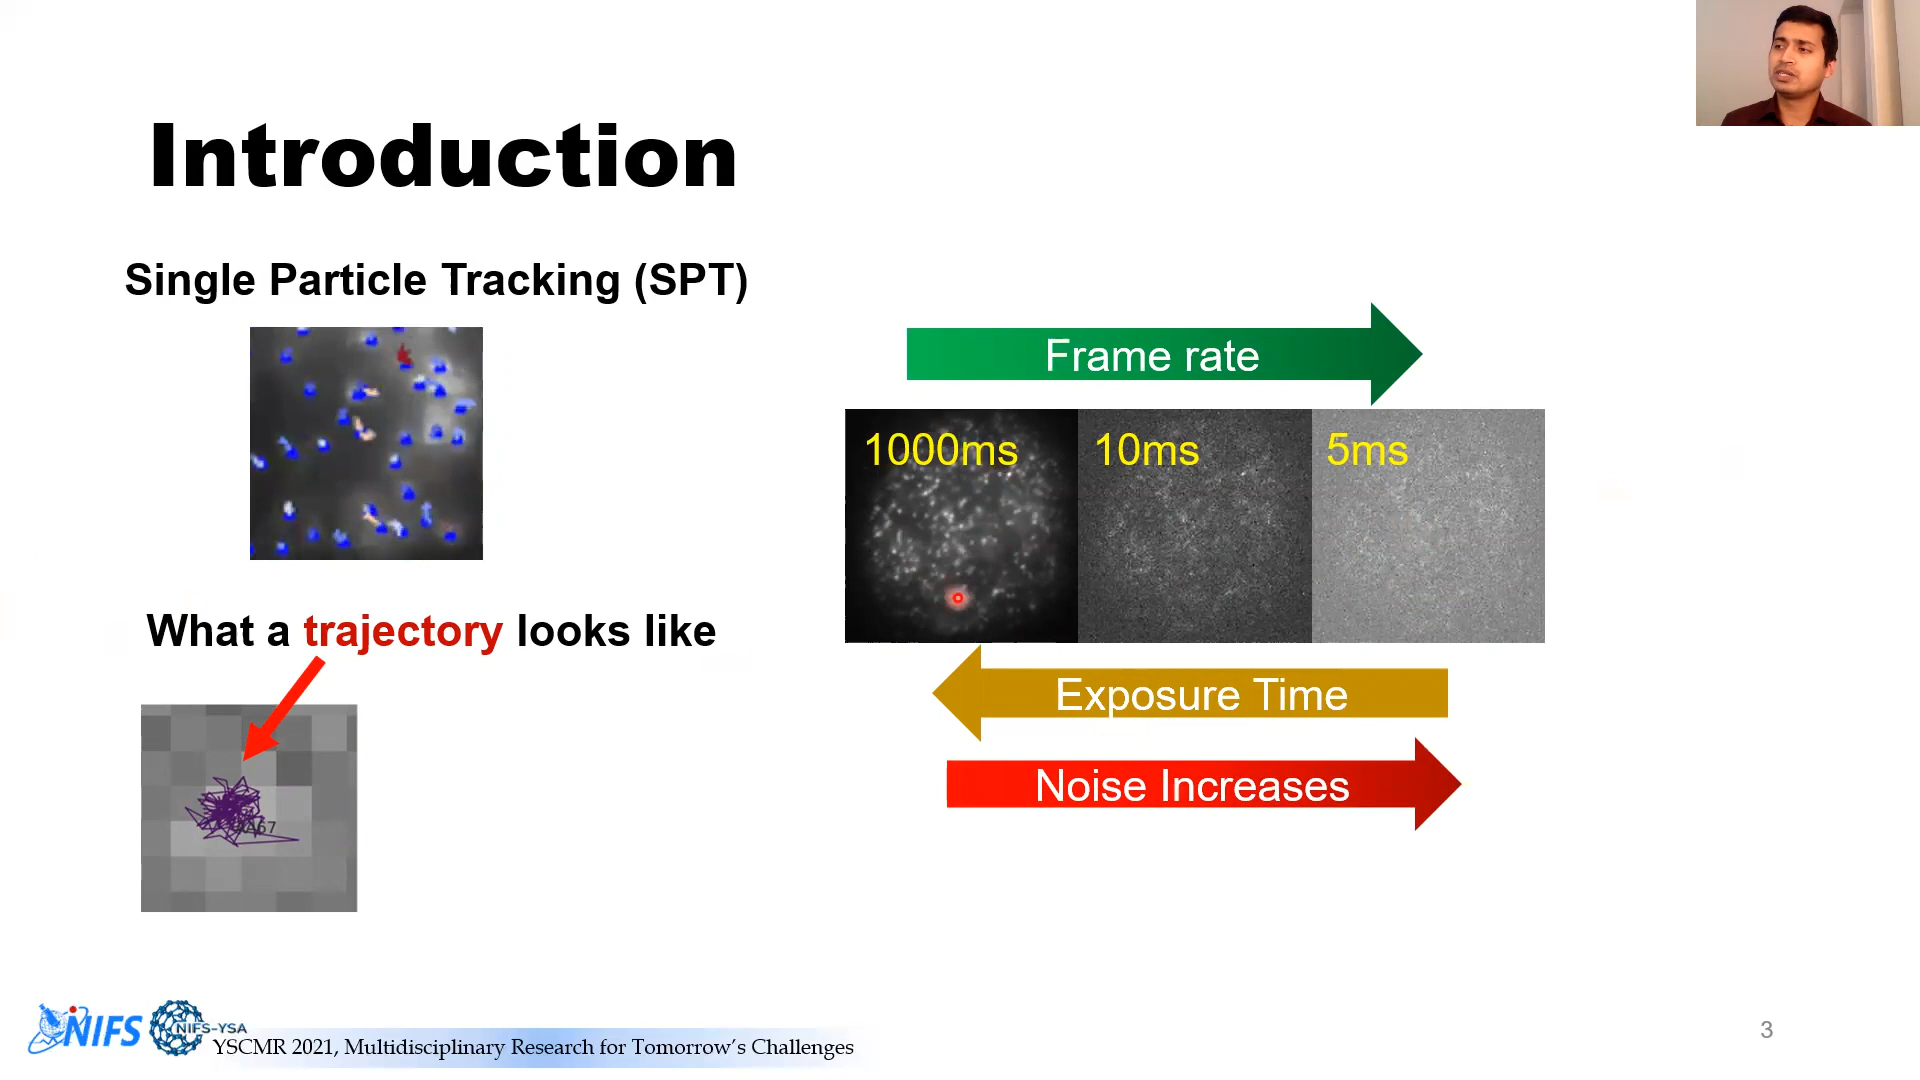 Introduction
Single Particle Tracking (SPT)
What a trajectory looks like
Frame rate
1000ms
10ms
5ms
Exposure Time
Noise Increases
NIFS
NIFS-YSA
YSCMR 2021, Multidisciplinary Research for Tomorrow’s Challenges
3